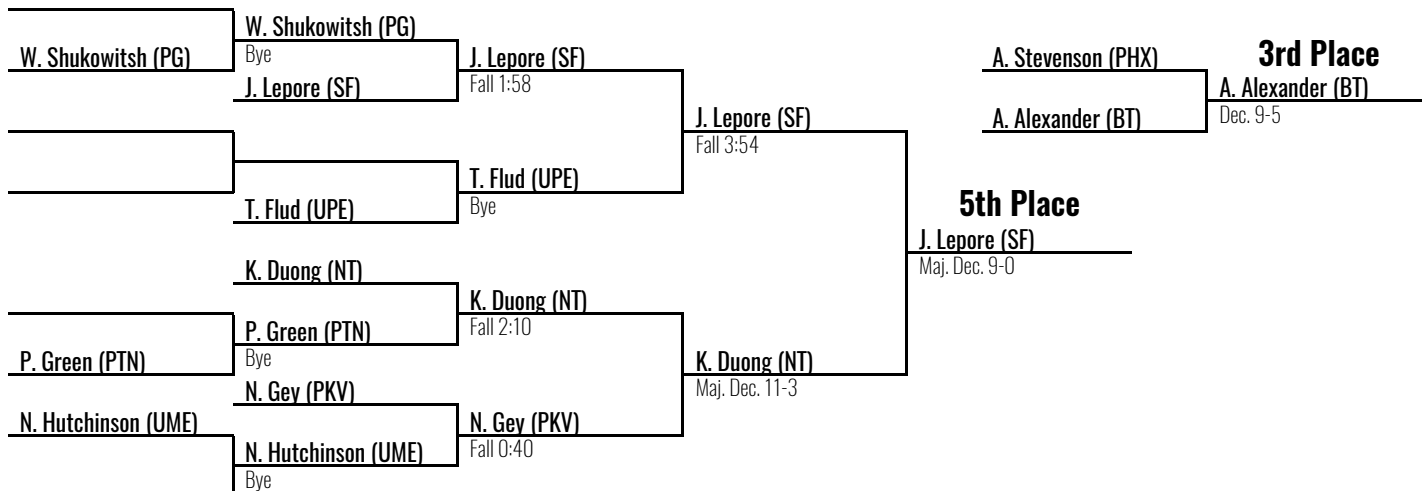 W. Shukowitsh (PG)
W. Shukowitsh (PG)
Bye
J. Lepore (SF)
J. Lepore (SF)
Fall 1:58
T. Flud (UPE)
T. Flud (UPE)
Bye
J. Lepore (SF)
Fall 3:54
K. Duong (NT)
P. Green (PTN)
P. Green (PTN)
Bye
K. Duong (NT)
Fall 2:10
N. Gey (PKV)
N. Hutchinson (UME)
N. Hutchinson (UME)
Bye
N. Gey (PKV)
Fall 0:40
K. Duong (NT)
Maj. Dec. 11-3
5th Place
J. Lepore (SF)
Maj. Dec. 9-0
A. Stevenson (PHX)
A. Alexander (BT)
3rd Place
A. Alexander (BT)
Dec. 9-5